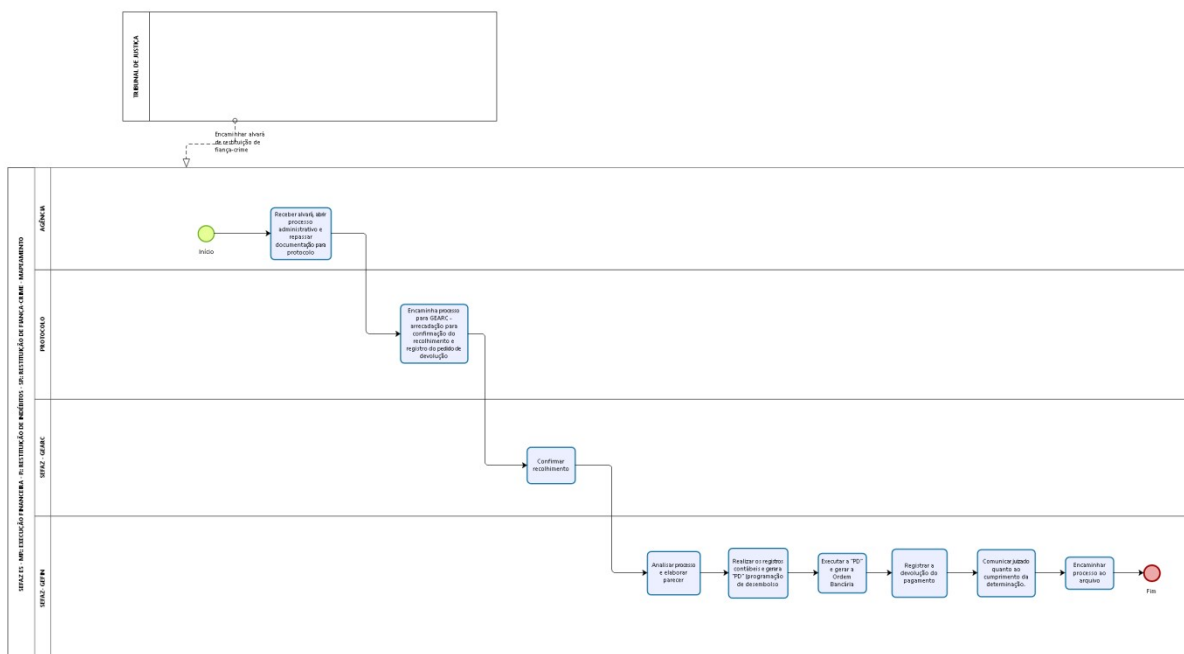 TRIBUNAL DE JUSTIÇA
Encaminhar alvará
de restituição de
fiança-crime
SEFAZ ES - MP: EXECUÇÃO FINANCEIRA - P: RESTITUIÇÃO DE INDÉBITOS - SP: RESTITUIÇÃO DE FIANÇA-CRIME - MAPEAMENTO
AGÊNCIA
Início
Receber alvará, abrir
processo
administrativo e
repassar
documentação para
protocolo
PROTOCOLO
Encaminha processo
para GEARC -
arrecadação para
confirmação do
recolhimento e
registro do pedido de
devolução
SEFAZ - GEARC
Confirmar
recolhimento
SEFAZ- GEFIN
Analisar processo
e elaborar
parecer
Realizar os registros
contábeis e gerar a
"PD" (programação
de desembolso
Executar a "PD"
e gerar a
Ordem
Bancária
Registrar a
devolução do
pagamento
Comunicar juizado
quanto ao
cumprimento da
determinação.
Encaminhar
processo ao
arquivo
Fim